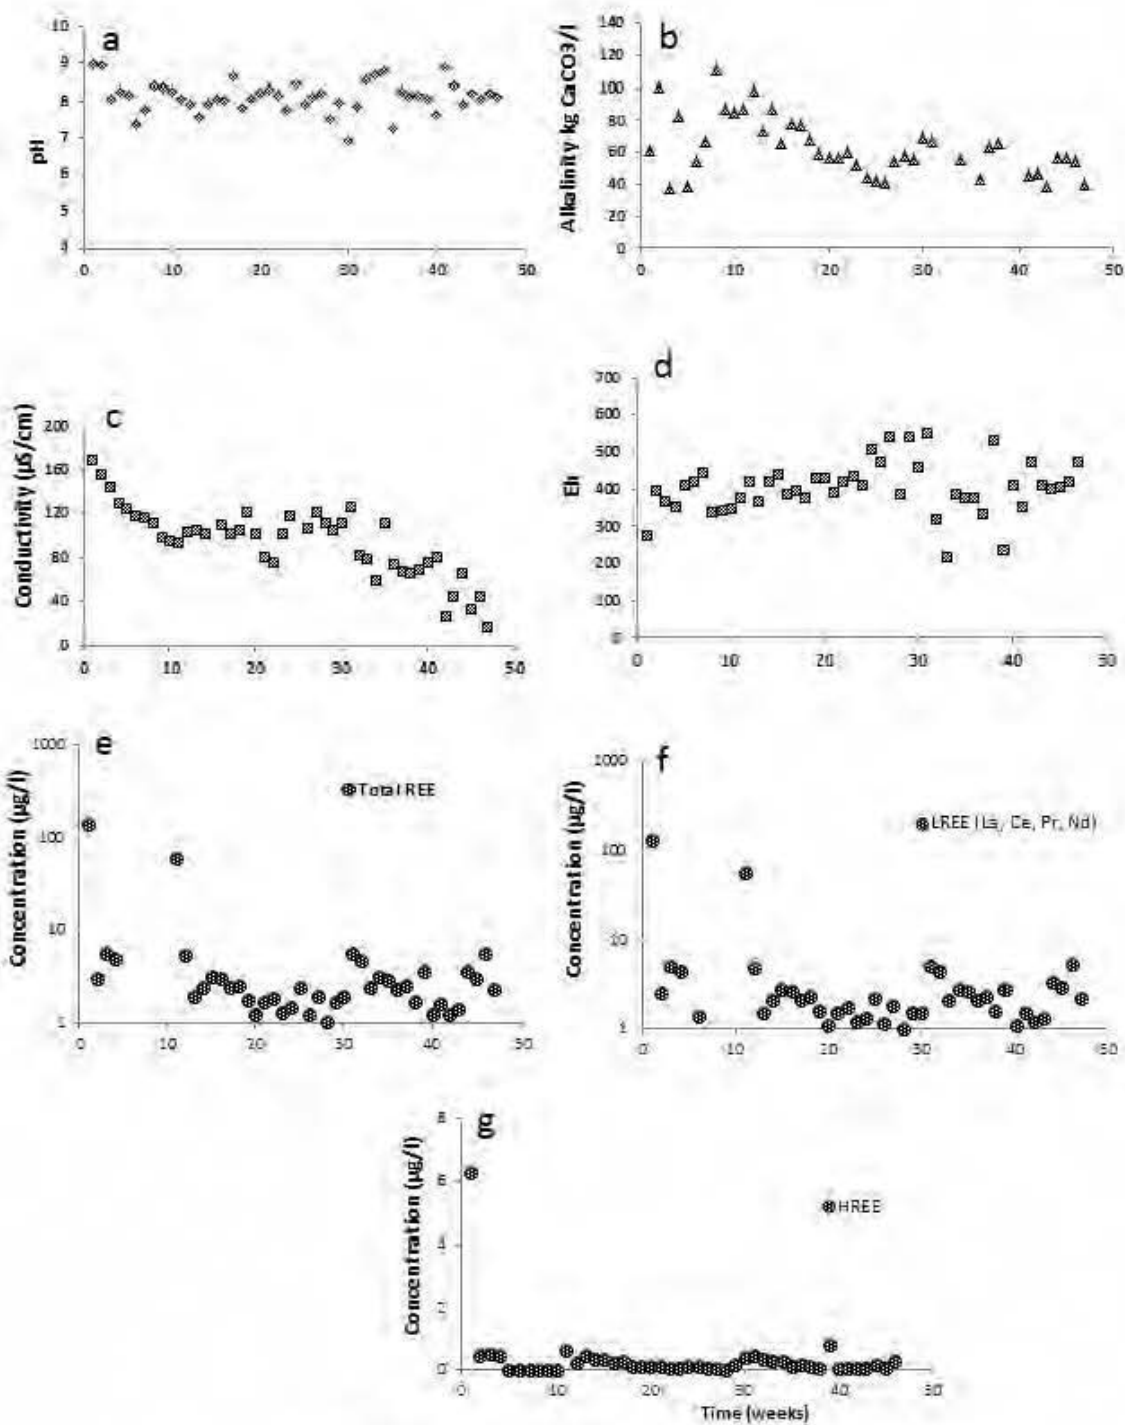 a
10
9
8
7
6
5
4
pH
0 10 20 30 40 50
b
140
120
100
80
60
40
20
0
Alkalinity kg CaCO3/l
0 10 20 30 40 50
c
200
160
120
80
40
0
Conductivity (µS/cm)
0 10 20 30 40 50
d
700
600
500
400
300
200
100
0
Eh
0 10 20 30 40 50
e
1000
100
10
1
Concentration (µg/l)
Total REE
0 10 20 30 40 50
f
1000
100
10
1
Concentration (µg/l)
LREE (La, Ce, Pr, Nd)
0 10 20 30 40 50
g
8
6
4
2
0
Concentration (µg/l)
HREE
0 10 20 30 40 50
Time (weeks)